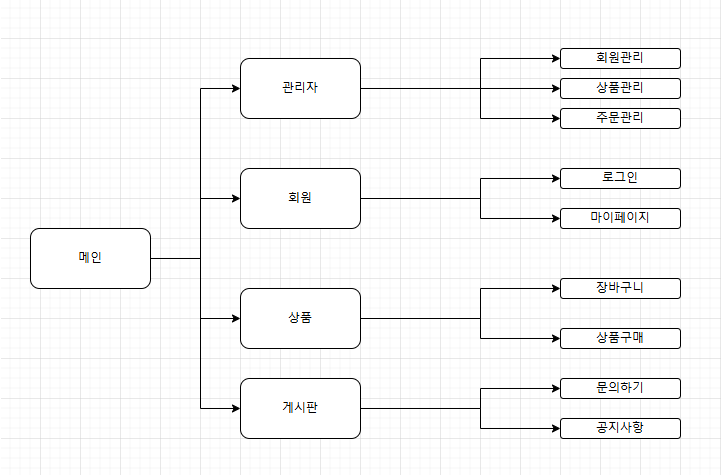 메인
관리자
회원관리
상품관리
주문관리
회원
로그인
마이페이지
상품
장바구니
상품구매
게시판
문의하기
공지사항